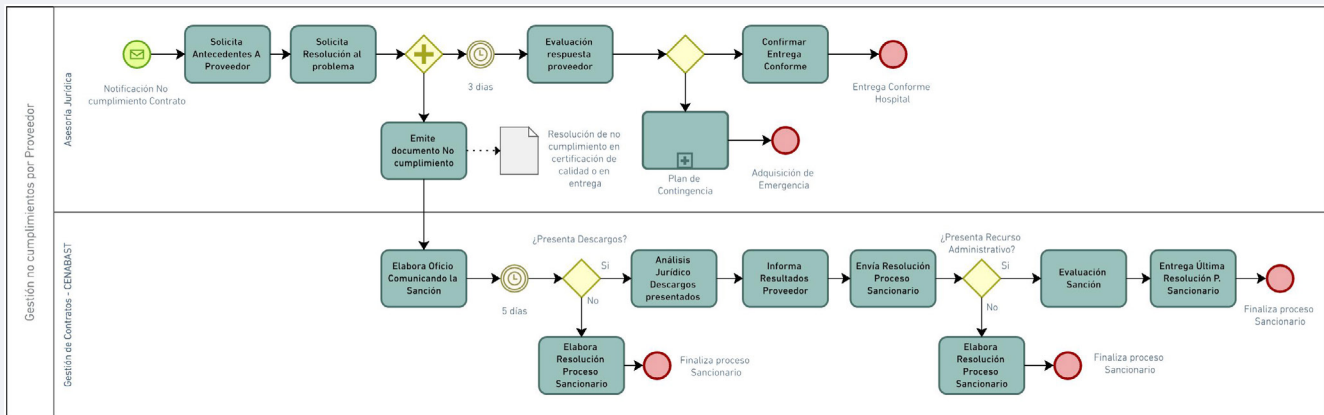 Gestión no cumplimientos por Proveedor
Asesoría Jurídica
Notificación No
cumplimiento Contrato
Solicita
Antecedentes A
Proveedor
Solicita
Resolución al
problema
3 dias
Evaluación
respuesta
proveedor
Confirmar
Entrega
Conforme
Entrega Conforme
Hospital
Emite
documento No
cumplimiento
Resolución de no
cumplimiento en
certificación de
calidad o en
entrega
Plan de
Contingencia
Adquisición de
Emergencia
Gestión de Contratos - CENABAST
Elabora Oficio
Comunicando la
Sanción
5 días
¿Presenta Descargos?
Si
No
Análisis
Jurídico
Descargos
presentados
Informa
Resultados
Proveedor
Envía Resolución
Proceso
Sancionario
¿Presenta Recurso
Administrativo?
Si
No
Evaluación
Sanción
Entrega Última
Resolución P.
Sancionario
Finaliza proceso
Sancionario
Elabora
Resolución
Proceso
Sancionario
Finaliza proceso
Sancionario
Elabora
Resolución
Proceso
Sancionario
Finaliza proceso
Sancionario